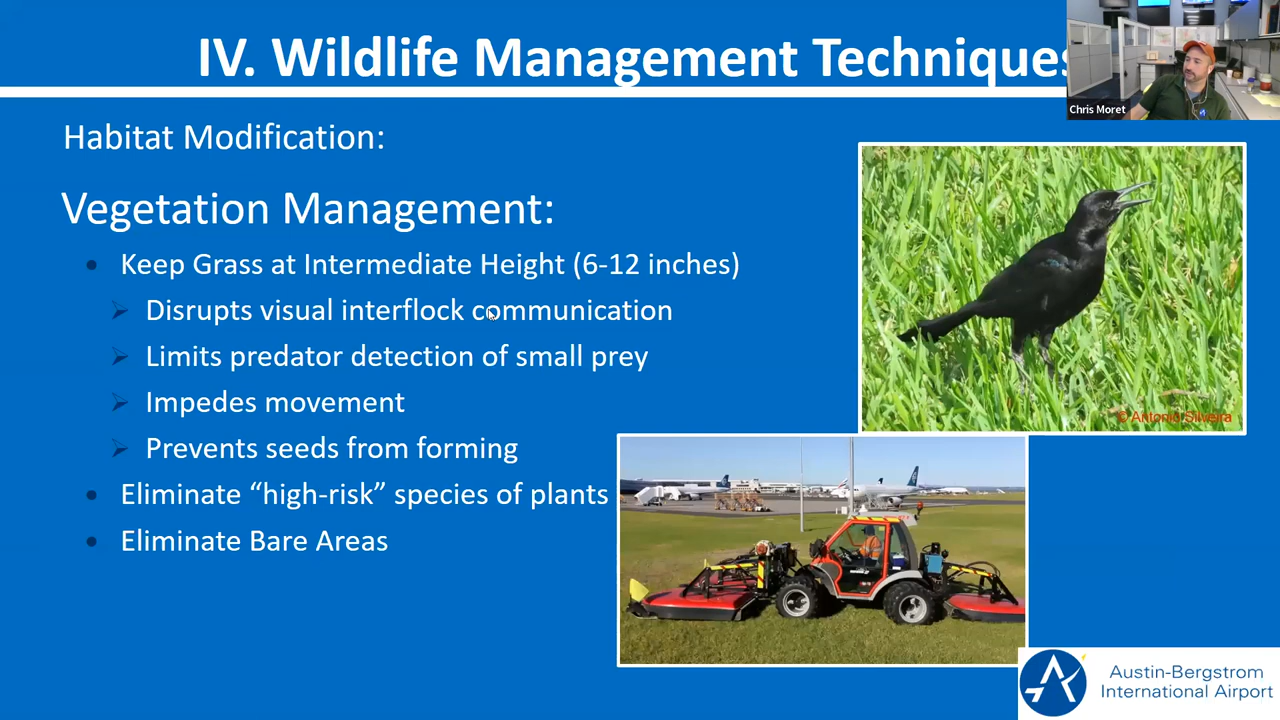 IV. Wildlife Management Techniques
Chris Moret
Habitat Modification:
Vegetation Management:
Keep Grass at Intermediate Height (6-12 inches)
Disrupts visual interflock communication
Limits predator detection of small prey
Impedes movement
Prevents seeds from forming
Eliminate “high-risk” species of plants
Eliminate Bare Areas
© Antonio Silveira
Austin-Bergstrom
International Airport